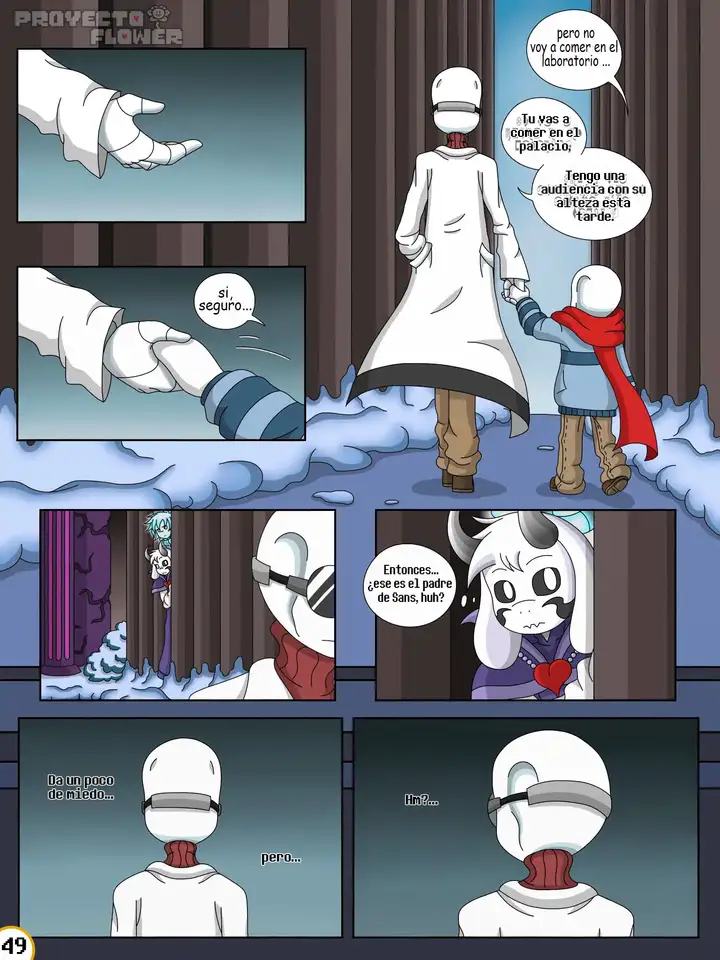 PROYECTO
FLOWER
si,
seguro...
pero no
voy a comer en el
laboratorio ...
Tu vas a
comer en el
palacio,
Tengo una
audiencia con su
alteza esta
tarde.
Entonces...
¿ese es el padre
de Sans, huh?
Da un poco
de miedo...
pero...
Hm?...
49